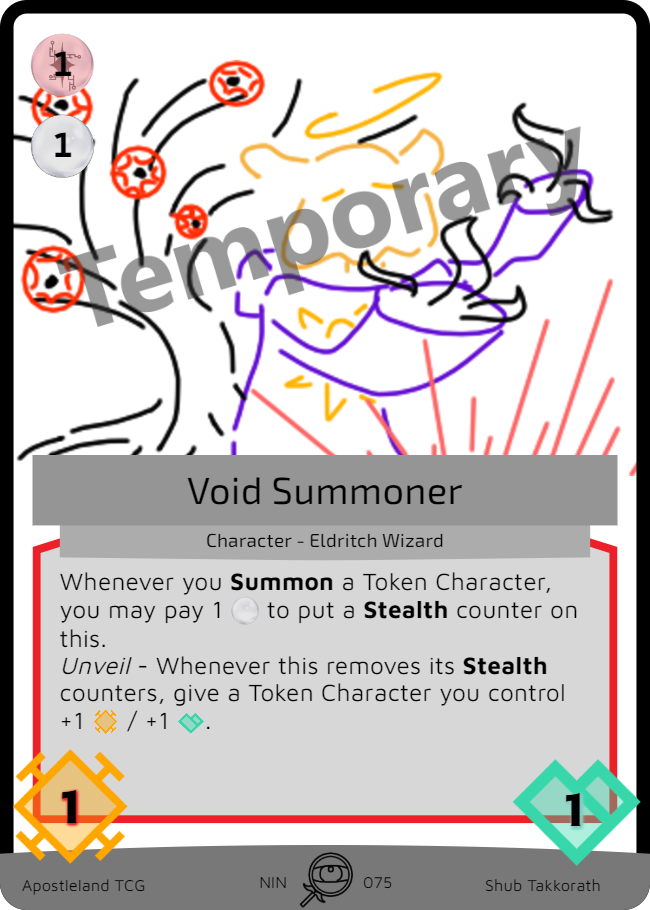 1
1
Temporary
Void Summoner
Character - Eldritch Wizard
Whenever you Summon a Token Character,
you may pay 1 to put a Stealth counter on
this.
Unveil - Whenever this removes its Stealth
counters, give a Token Character you control
+1 / +1 .
1
1
Apostleland TCG
NIN 075
Shub Takkorath